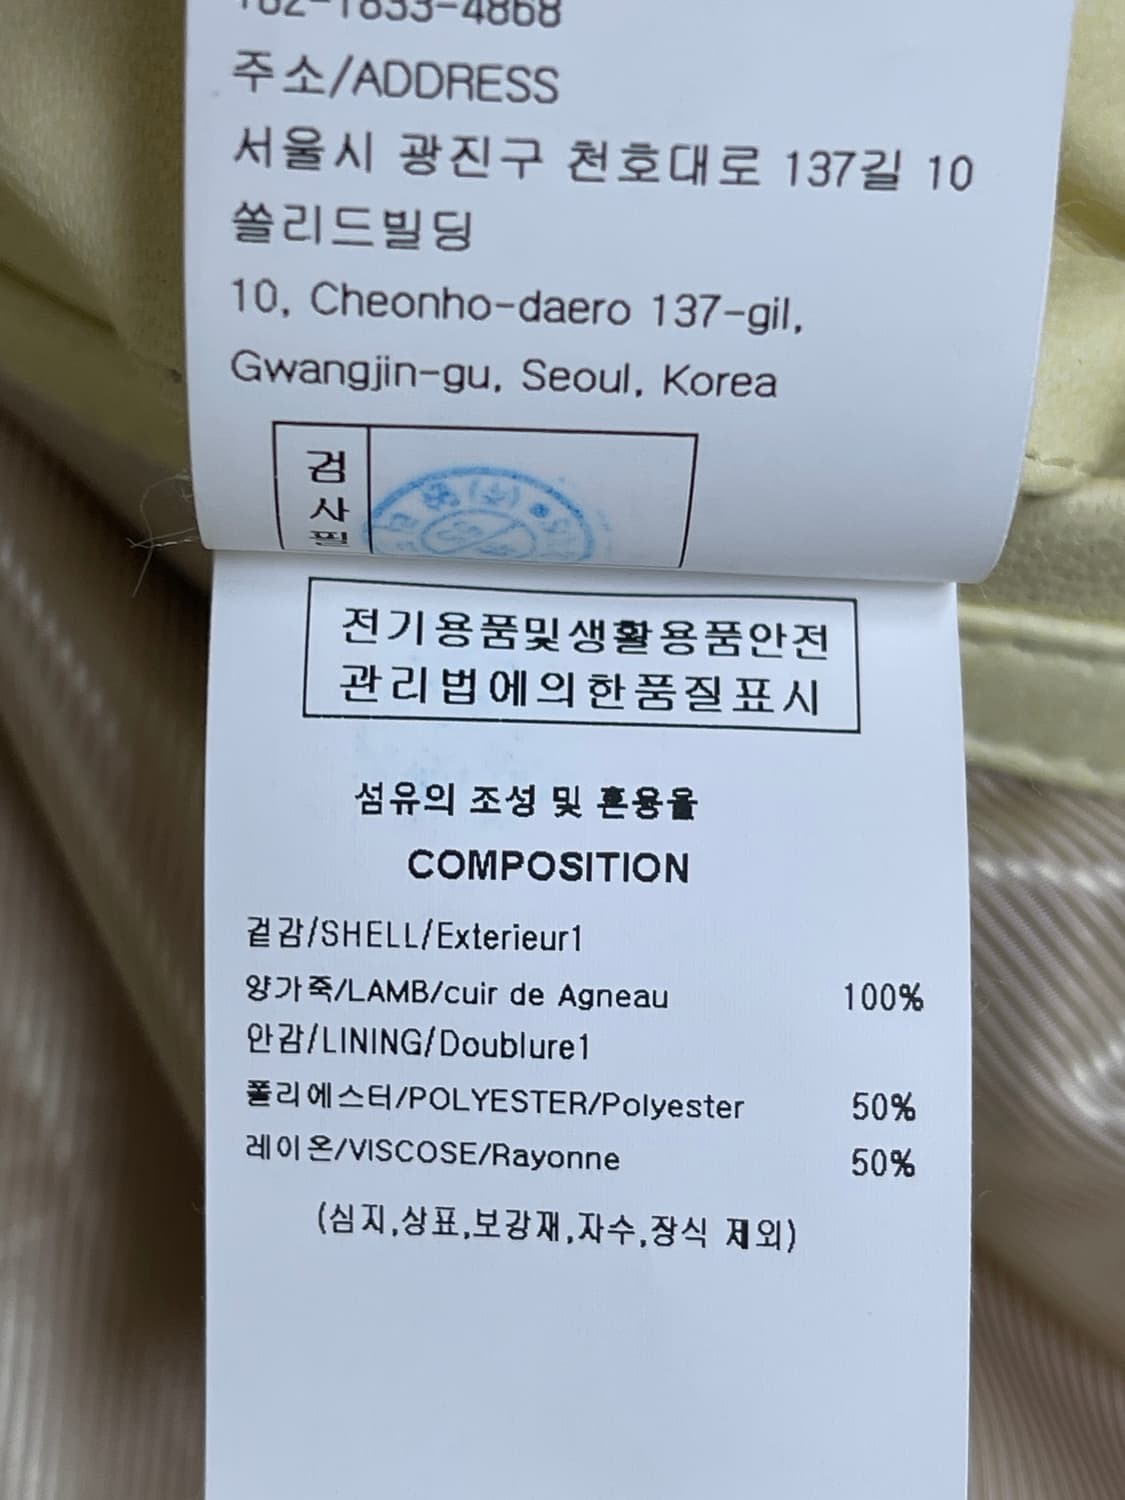 주소/ADDRESS
서울시 광진구 천호대로 137길 10
쏠리드빌딩
10, Cheonho-daero 137-gil,
Gwangjin-gu, Seoul, Korea
검
사
필
전기용품및생활용품안전
관리법에의한품질표시
섬유의 조성 및 혼용율
COMPOSITION
겉감/SHELL/Exterieur1
양가죽/LAMB/cuir de Agneau 100%
안감/LINING/Doublure1
폴리에스터/POLYESTER/Polyester 50%
레이온/VISCOSE/Rayonne 50%
(심지,상표,보강재,자수,장식 제외)